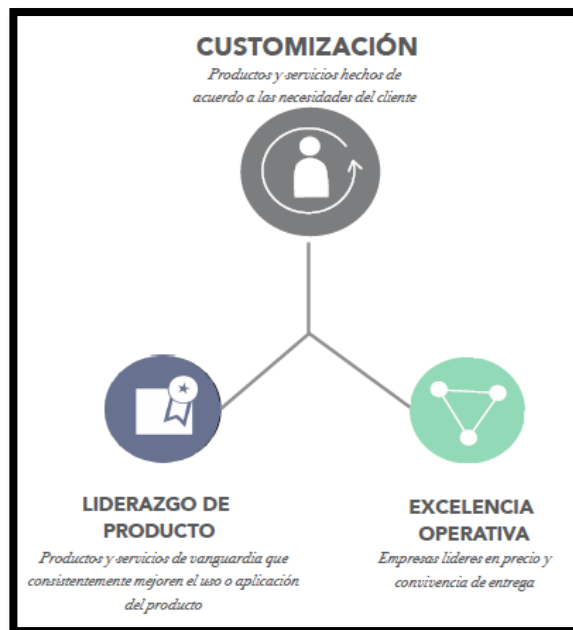 CUSTOMIZACIÓN
Productos y servicios hechos de
acuerdo a las necesidades del cliente
LIDERAZGO DE
PRODUCTO
Productos y servicios de vanguardia que
consistentemente mejoren el uso o aplicación
del producto
EXCELENCIA
OPERATIVA
Empresas lideres en precio y
convivencia de entrega